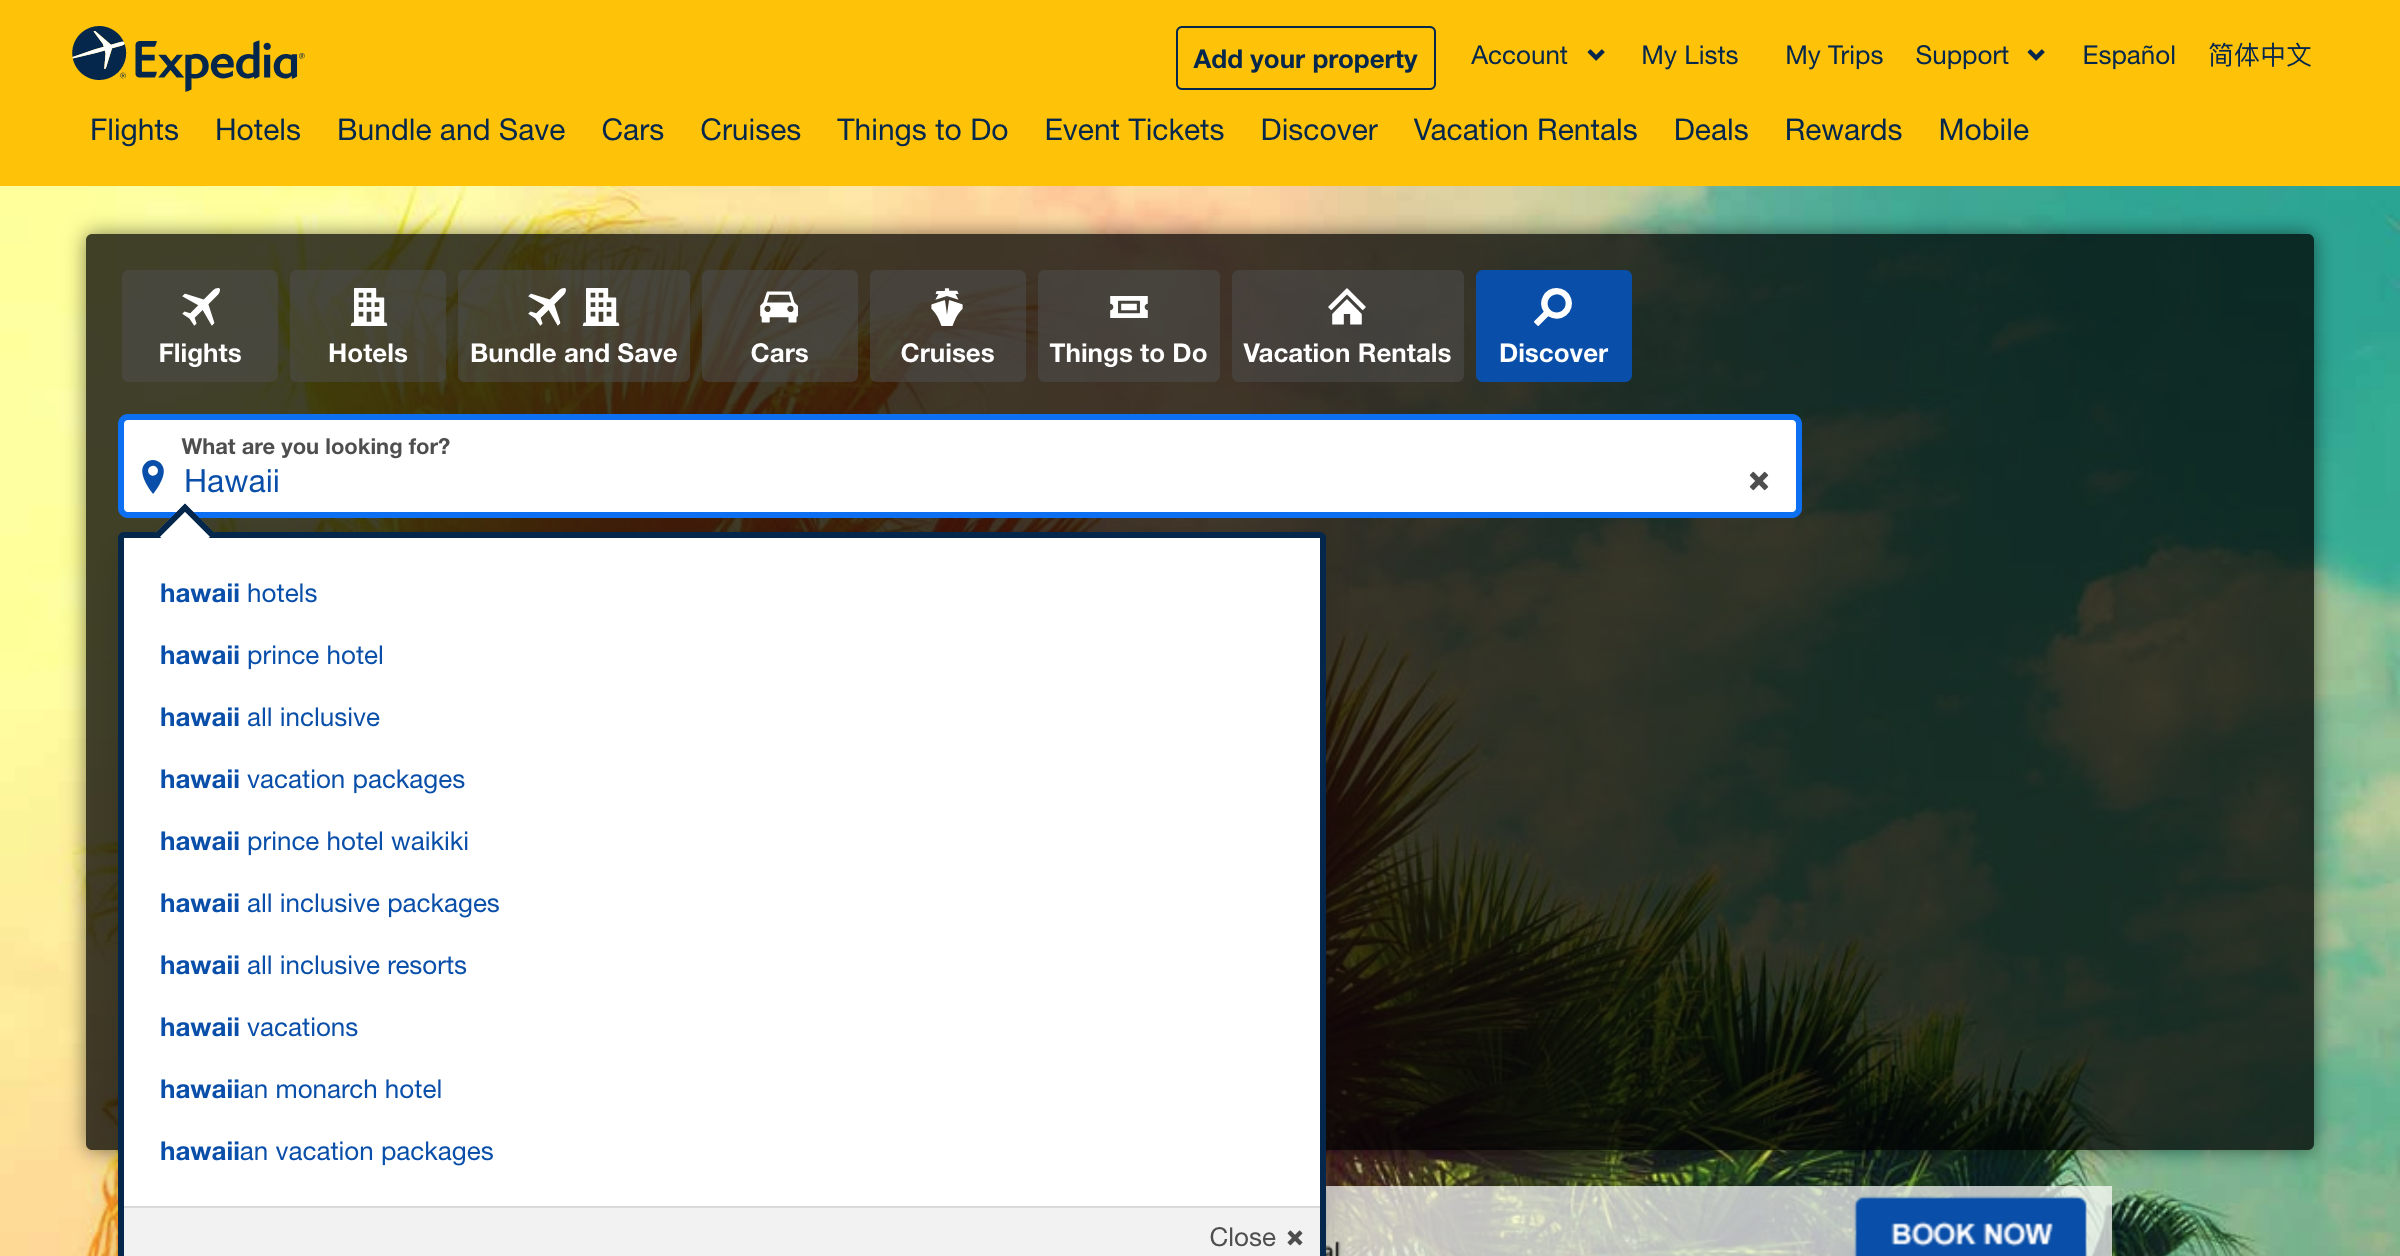 Expedia
Add your property
Account
My Lists
My Trips
Support
Español
简体中文
Flights
Hotels
Bundle and Save
Cars
Cruises
Things to Do
Event Tickets
Discover
Vacation Rentals
Deals
Rewards
Mobile
Flights
Hotels
Bundle and Save
Cars
Cruises
Things to Do
Vacation Rentals
Discover
What are you looking for?
Hawaii
hawaii hotels
hawaii prince hotel
hawaii all inclusive
hawaii vacation packages
hawaii prince hotel waikiki
hawaii all inclusive packages
hawaii all inclusive resorts
hawaii vacations
hawaiian monarch hotel
hawaiian vacation packages
Close
BOOK NOW